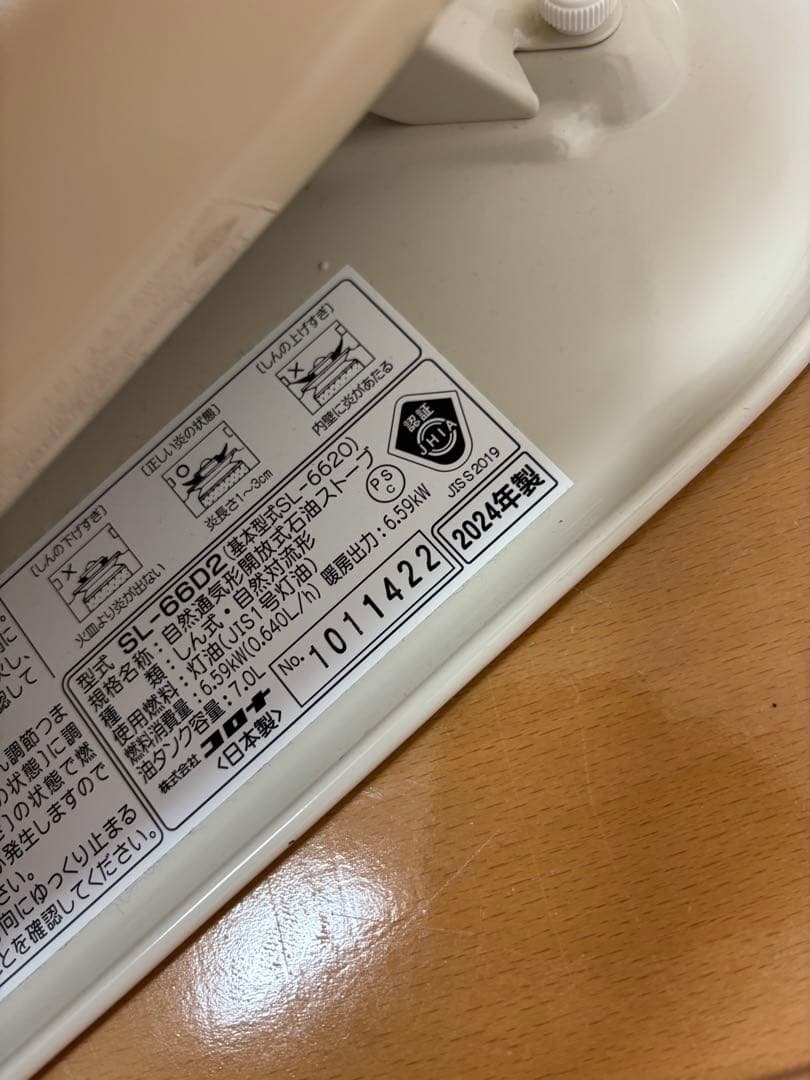 [しんの下げすぎ]
火皿より炎が出ない
[正しい炎の状態]
炎長さ1~3cm
[しんの上げすぎ]
内壁に炎があたる
型式 SL-66D2(基本型式SL-6620)
規格名称：自然通気形開放式石油ストーブ
種 類：しん式・自然対流形
使用燃料：灯油(JIS1号灯油)
燃料消費量：6.59kW(0.640L/h) 暖房出力：6.59kW
油タンク容量：7.0L
株式会社 コロナ
〈日本製〉
No. 1011422
PS
C
認証
JHIA
JIS S 2019
2024年製
ん調節つま
の状態]に調
の状態で燃
発生しますので
さい。
向にゆっくり止まる
とを確認してください。